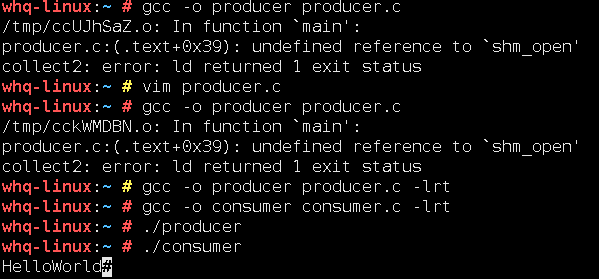 whq-linux:~ # gcc -o producer producer.c
/tmp/ccUJhSaZ.o: In function `main':
producer.c:(.text+0x39): undefined reference to `shm_open'
collect2: error: ld returned 1 exit status
whq-linux:~ # vim producer.c
whq-linux:~ # gcc -o producer producer.c
/tmp/cckWMDBN.o: In function `main':
producer.c:(.text+0x39): undefined reference to `shm_open'
collect2: error: ld returned 1 exit status
whq-linux:~ # gcc -o producer producer.c -lrt
whq-linux:~ # gcc -o consumer consumer.c -lrt
whq-linux:~ # ./producer
whq-linux:~ # ./consumer
HelloWorld#